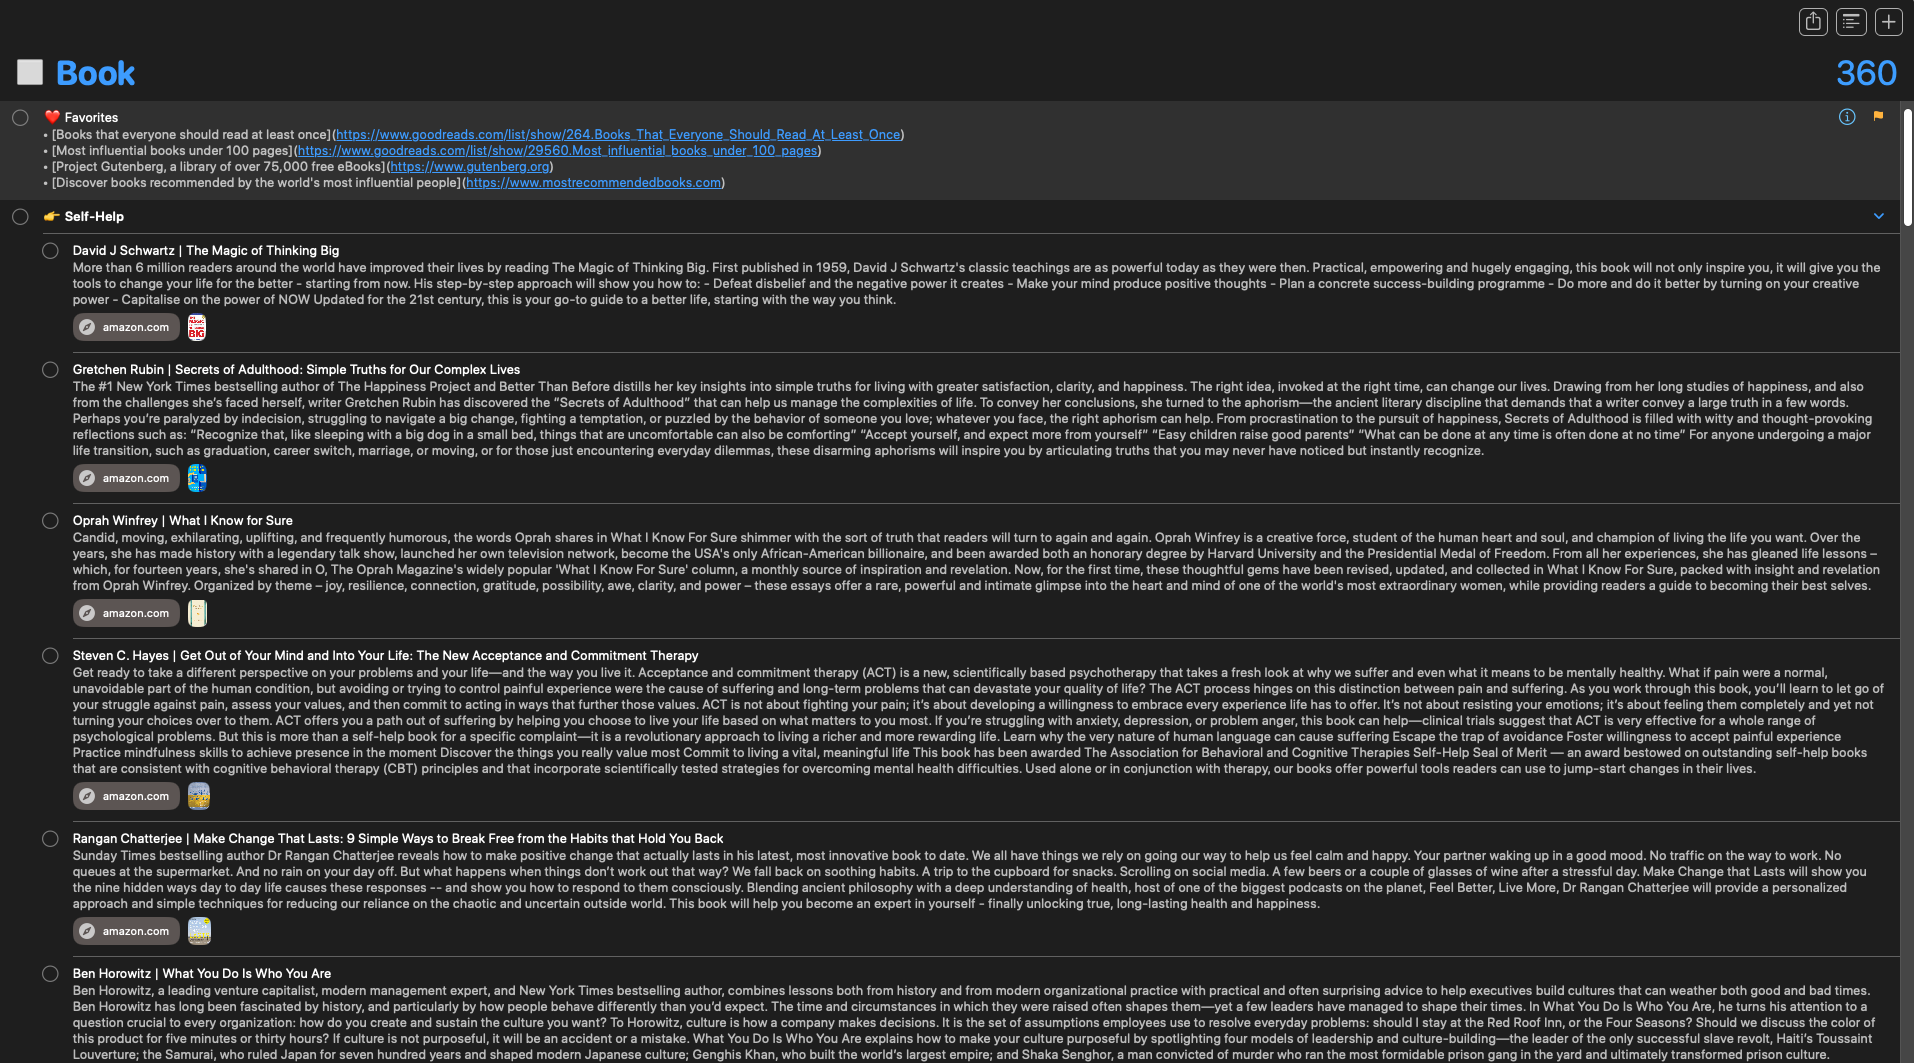 Book
360
❤️ Favorites
• [Books that everyone should read at least once](https://www.goodreads.com/list/show/264.Books_That_Everyone_Should_Read_At_Least_Once)
• [Most influential books under 100 pages](https://www.goodreads.com/list/show/29560.Most_influential_books_under_100_pages)
• [Project Gutenberg, a library of over 75,000 free eBooks](https://www.gutenberg.org)
• [Discover books recommended by the world's most influential people](https://www.mostrecommendedbooks.com)
👉 Self-Help
David J Schwartz | The Magic of Thinking Big
More than 6 million readers around the world have improved their lives by reading The Magic of Thinking Big. First published in 1959, David J Schwartz's classic teachings are as powerful today as they were then. Practical, empowering and hugely engaging, this book will not only inspire you, it will give you the
tools to change your life for the better - starting from now. His step-by-step approach will show you how to: - Defeat disbelief and the negative power it creates - Make your mind produce positive thoughts - Plan a concrete success-building programme - Do more and do it better by turning on your creative
power - Capitalise on the power of NOW Updated for the 21st century, this is your go-to guide to a better life, starting with the way you think.
amazon.com
MAGIC
BIG
Gretchen Rubin | Secrets of Adulthood: Simple Truths for Our Complex Lives
The #1 New York Times bestselling author of The Happiness Project and Better Than Before distills her key insights into simple truths for living with greater satisfaction, clarity, and happiness. The right idea, invoked at the right time, can change our lives. Drawing from her long studies of happiness, and also
from the challenges she’s faced herself, writer Gretchen Rubin has discovered the “Secrets of Adulthood” that can help us manage the complexities of life. To convey her conclusions, she turned to the aphorism—the ancient literary discipline that demands that a writer convey a large truth in a few words.
Perhaps you’re paralyzed by indecision, struggling to navigate a big change, fighting a temptation, or puzzled by the behavior of someone you love; whatever you face, the right aphorism can help. From procrastination to the pursuit of happiness, Secrets of Adulthood is filled with witty and thought-provoking
reflections such as: “Recognize that, like sleeping with a big dog in a small bed, things that are uncomfortable can also be comforting” “Accept yourself, and expect more from yourself” “Easy children raise good parents” “What can be done at any time is often done at no time” For anyone undergoing a major
life transition, such as graduation, career switch, marriage, or moving, or for those just encountering everyday dilemmas, these disarming aphorisms will inspire you by articulating truths that you may never have noticed but instantly recognize.
amazon.com
Oprah Winfrey | What I Know for Sure
Candid, moving, exhilarating, uplifting, and frequently humorous, the words Oprah shares in What I Know For Sure shimmer with the sort of truth that readers will turn to again and again. Oprah Winfrey is a creative force, student of the human heart and soul, and champion of living the life you want. Over the
years, she has made history with a legendary talk show, launched her own television network, become the USA's only African-American billionaire, and been awarded both an honorary degree by Harvard University and the Presidential Medal of Freedom. From all her experiences, she has gleaned life lessons –
which, for fourteen years, she's shared in O, The Oprah Magazine's widely popular 'What I Know For Sure' column, a monthly source of inspiration and revelation. Now, for the first time, these thoughtful gems have been revised, updated, and collected in What I Know For Sure, packed with insight and revelation
from Oprah Winfrey. Organized by theme – joy, resilience, connection, gratitude, possibility, awe, clarity, and power – these essays offer a rare, powerful and intimate glimpse into the heart and mind of one of the world's most extraordinary women, while providing readers a guide to becoming their best selves.
amazon.com
Steven C. Hayes | Get Out of Your Mind and Into Your Life: The New Acceptance and Commitment Therapy
Get ready to take a different perspective on your problems and your life—and the way you live it. Acceptance and commitment therapy (ACT) is a new, scientifically based psychotherapy that takes a fresh look at why we suffer and even what it means to be mentally healthy. What if pain were a normal,
unavoidable part of the human condition, but avoiding or trying to control painful experience were the cause of suffering and long-term problems that can devastate your quality of life? The ACT process hinges on this distinction between pain and suffering. As you work through this book, you’ll learn to let go of
your struggle against pain, assess your values, and then commit to acting in ways that further those values. ACT is not about fighting your pain; it’s about developing a willingness to embrace every experience life has to offer. It’s not about resisting your emotions; it’s about feeling them completely and yet not
turning your choices over to them. ACT offers you a path out of suffering by helping you choose to live your life based on what matters to you most. If you’re struggling with anxiety, depression, or problem anger, this book can help—clinical trials suggest that ACT is very effective for a whole range of
psychological problems. But this is more than a self-help book for a specific complaint—it is a revolutionary approach to living a richer and more rewarding life. Learn why the very nature of human language can cause suffering Escape the trap of avoidance Foster willingness to accept painful experience
Practice mindfulness skills to achieve presence in the moment Discover the things you really value most Commit to living a vital, meaningful life This book has been awarded The Association for Behavioral and Cognitive Therapies Self-Help Seal of Merit — an award bestowed on outstanding self-help books
that are consistent with cognitive behavioral therapy (CBT) principles and that incorporate scientifically tested strategies for overcoming mental health difficulties. Used alone or in conjunction with therapy, our books offer powerful tools readers can use to jump-start changes in their lives.
amazon.com
Rangan Chatterjee | Make Change That Lasts: 9 Simple Ways to Break Free from the Habits that Hold You Back
Sunday Times bestselling author Dr Rangan Chatterjee reveals how to make positive change that actually lasts in his latest, most innovative book to date. We all have things we rely on going our way to help us feel calm and happy. Your partner waking up in a good mood. No traffic on the way to work. No
queues at the supermarket. And no rain on your day off. But what happens when things don’t work out that way? We fall back on soothing habits. A trip to the cupboard for snacks. Scrolling on social media. A few beers or a couple of glasses of wine after a stressful day. Make Change that Lasts will show you
the nine hidden ways day to day life causes these responses -- and show you how to respond to them consciously. Blending ancient philosophy with a deep understanding of health, host of one of the biggest podcasts on the planet, Feel Better, Live More, Dr Rangan Chatterjee will provide a personalized
approach and simple techniques for reducing our reliance on the chaotic and uncertain outside world. This book will help you become an expert in yourself - finally unlocking true, long-lasting health and happiness.
amazon.com
Ben Horowitz | What You Do Is Who You Are
Ben Horowitz, a leading venture capitalist, modern management expert, and New York Times bestselling author, combines lessons both from history and from modern organizational practice with practical and often surprising advice to help executives build cultures that can weather both good and bad times.
Ben Horowitz has long been fascinated by history, and particularly by how people behave differently than you’d expect. The time and circumstances in which they were raised often shapes them—yet a few leaders have managed to shape their times. In What You Do Is Who You Are, he turns his attention to a
question crucial to every organization: how do you create and sustain the culture you want? To Horowitz, culture is how a company makes decisions. It is the set of assumptions employees use to resolve everyday problems: should I stay at the Red Roof Inn, or the Four Seasons? Should we discuss the color of
this product for five minutes or thirty hours? If culture is not purposeful, it will be an accident or a mistake. What You Do Is Who You Are explains how to make your culture purposeful by spotlighting four models of leadership and culture-building—the leader of the only successful slave revolt, Haiti’s Toussaint
Louverture; the Samurai, who ruled Japan for seven hundred years and shaped modern Japanese culture; Genghis Khan, who built the world’s largest empire; and Shaka Senghor, a man convicted of murder who ran the most formidable prison gang in the yard and ultimately transformed prison culture.